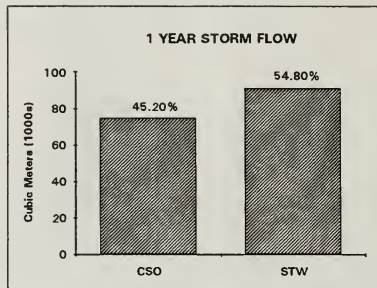 1 YEAR STORM FLOW
Cubic Meters (1000s)
100
80
60
40
20
0
45.20%
54.80%
CSO
STW